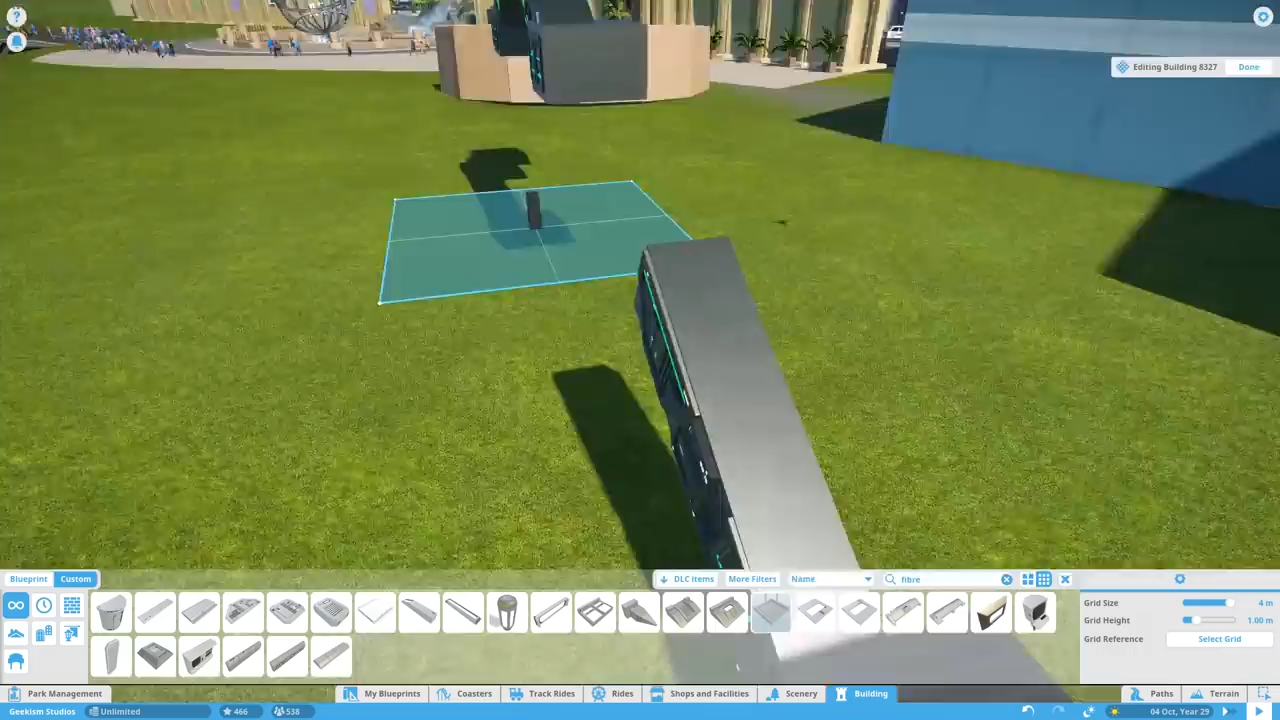 Editing Building 8327 Done
Blueprint Custom DLC Items More Filters Name fibre
Grid Size 4 m
Grid Height 1.00 m
Grid Reference Select Grid
Park Management My Blueprints Coasters Track Rides Rides Shops and Facilities Scenery Building Paths Terrain
Geekism Studios Unlimited 466 538 04 Oct, Year 29